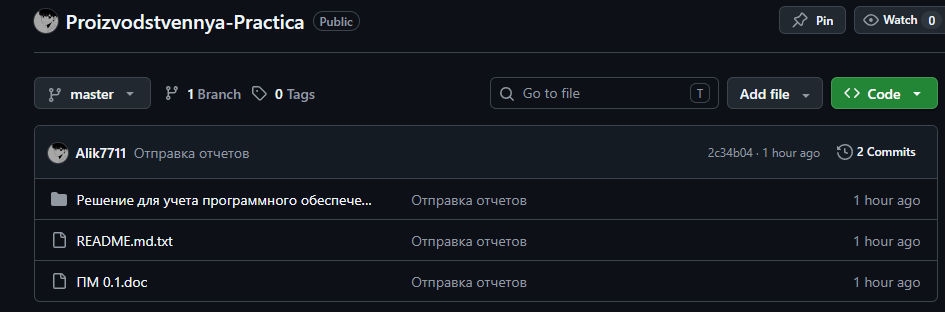 Proizvodstvennya-Practica Public Pin Watch 0
master 1 Branch 0 Tags Go to file T Add file Code
Alik7711 Отправка отчетов 2c34b04 · 1 hour ago 2 Commits
Решение для учета программного обеспече... Отправка отчетов 1 hour ago
README.md.txt Отправка отчетов 1 hour ago
ПМ 0.1.doc Отправка отчетов 1 hour ago